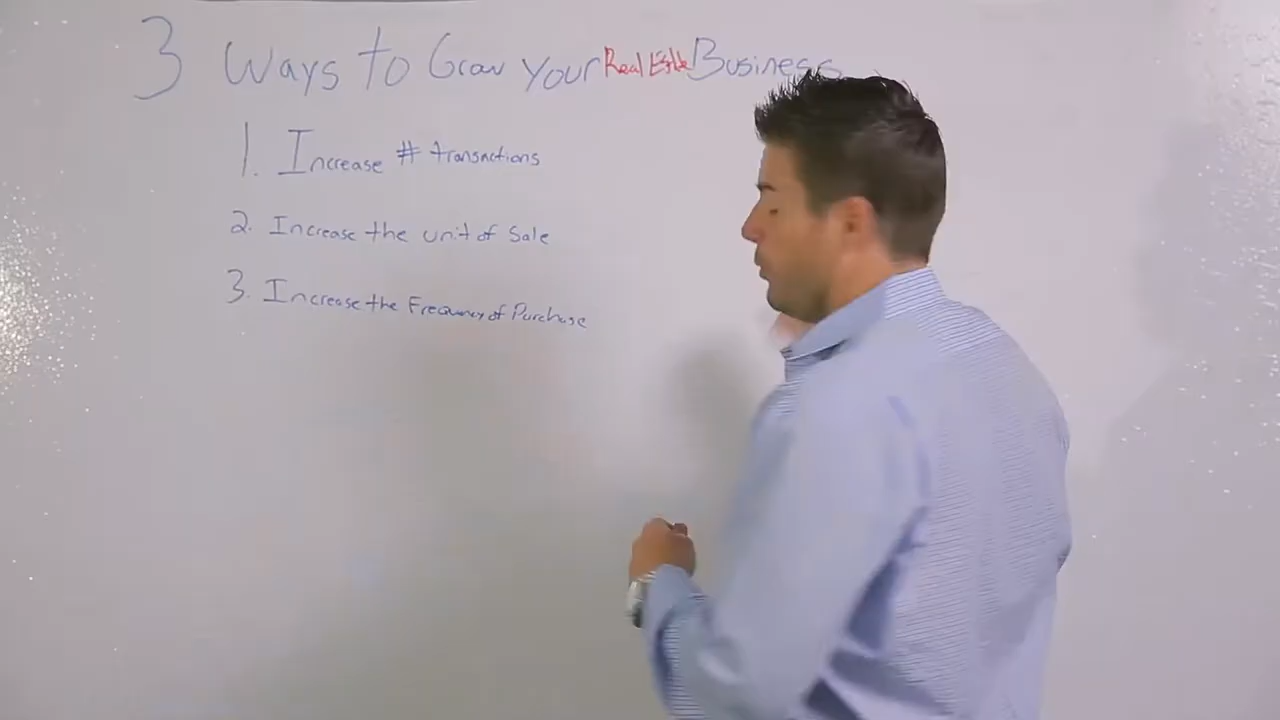 3 Ways to Grow your Real Estate Business
1. Increase # transactions
2. Increase the unit of Sale
3. Increase the Frequency of Purchase